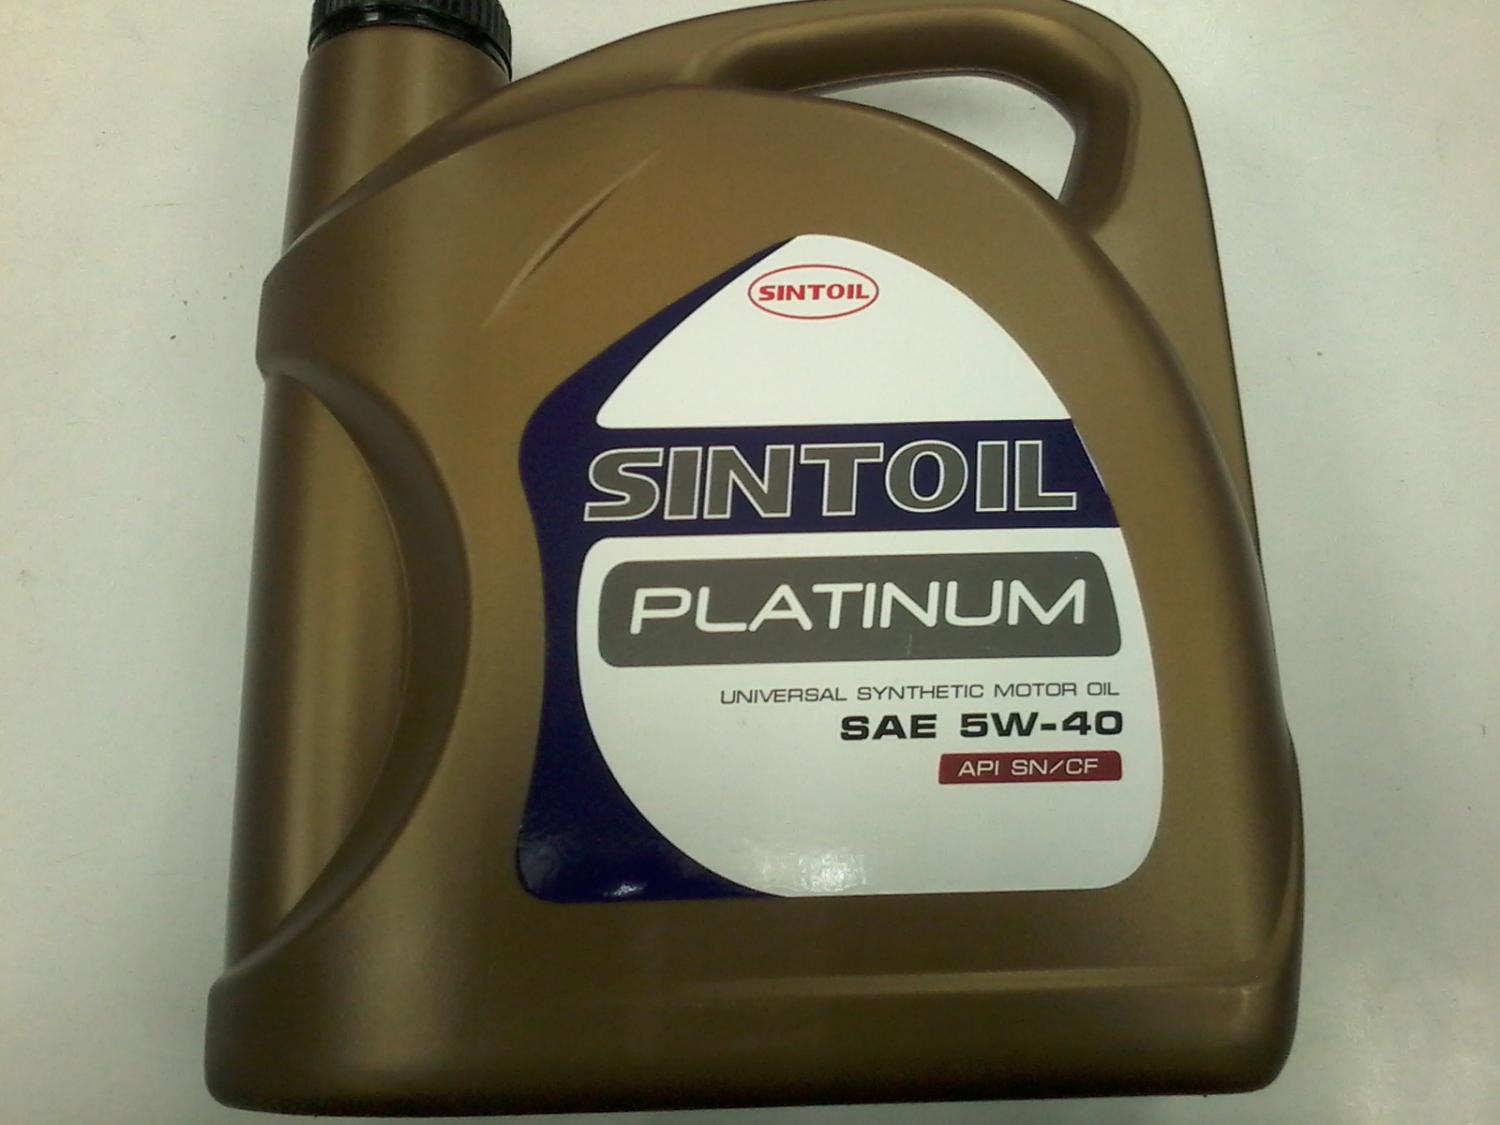 SINTOIL
SINTOIL
PLATINUM
UNIVERSAL SYNTHETIC MOTOR OIL
SAE 5W-40
API SN/CF